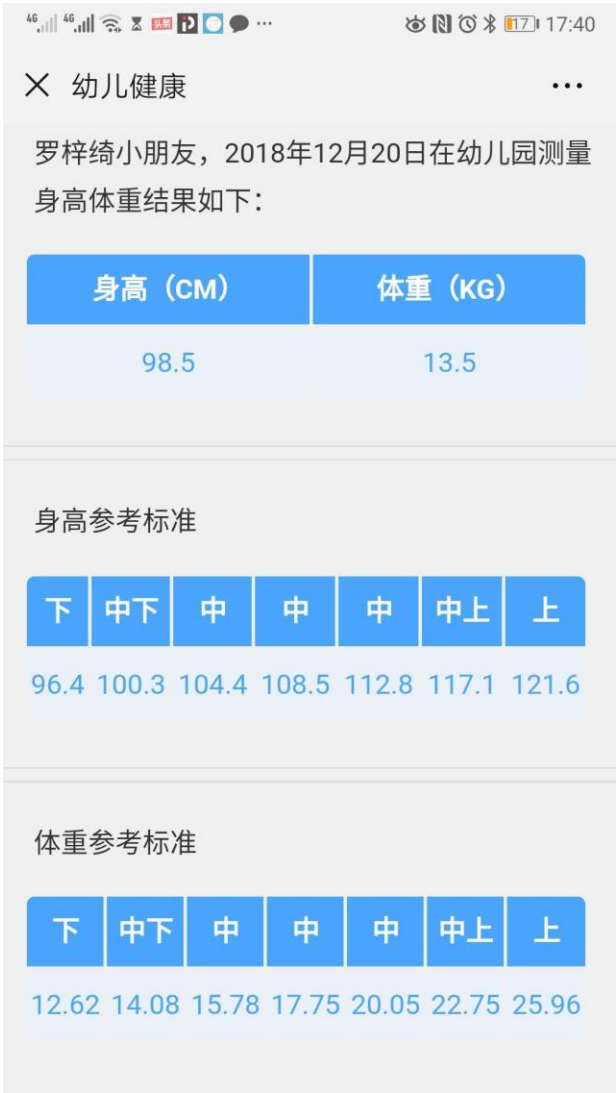 46 46 头条 17 17:40
幼儿健康
罗梓绮小朋友，2018年12月20日在幼儿园测量
身高体重结果如下：
身高（CM） 体重（KG）
98.5 13.5
身高参考标准
下 中下 中 中 中 中上 上
96.4 100.3 104.4 108.5 112.8 117.1 121.6
体重参考标准
下 中下 中 中 中 中上 上
12.62 14.08 15.78 17.75 20.05 22.75 25.96